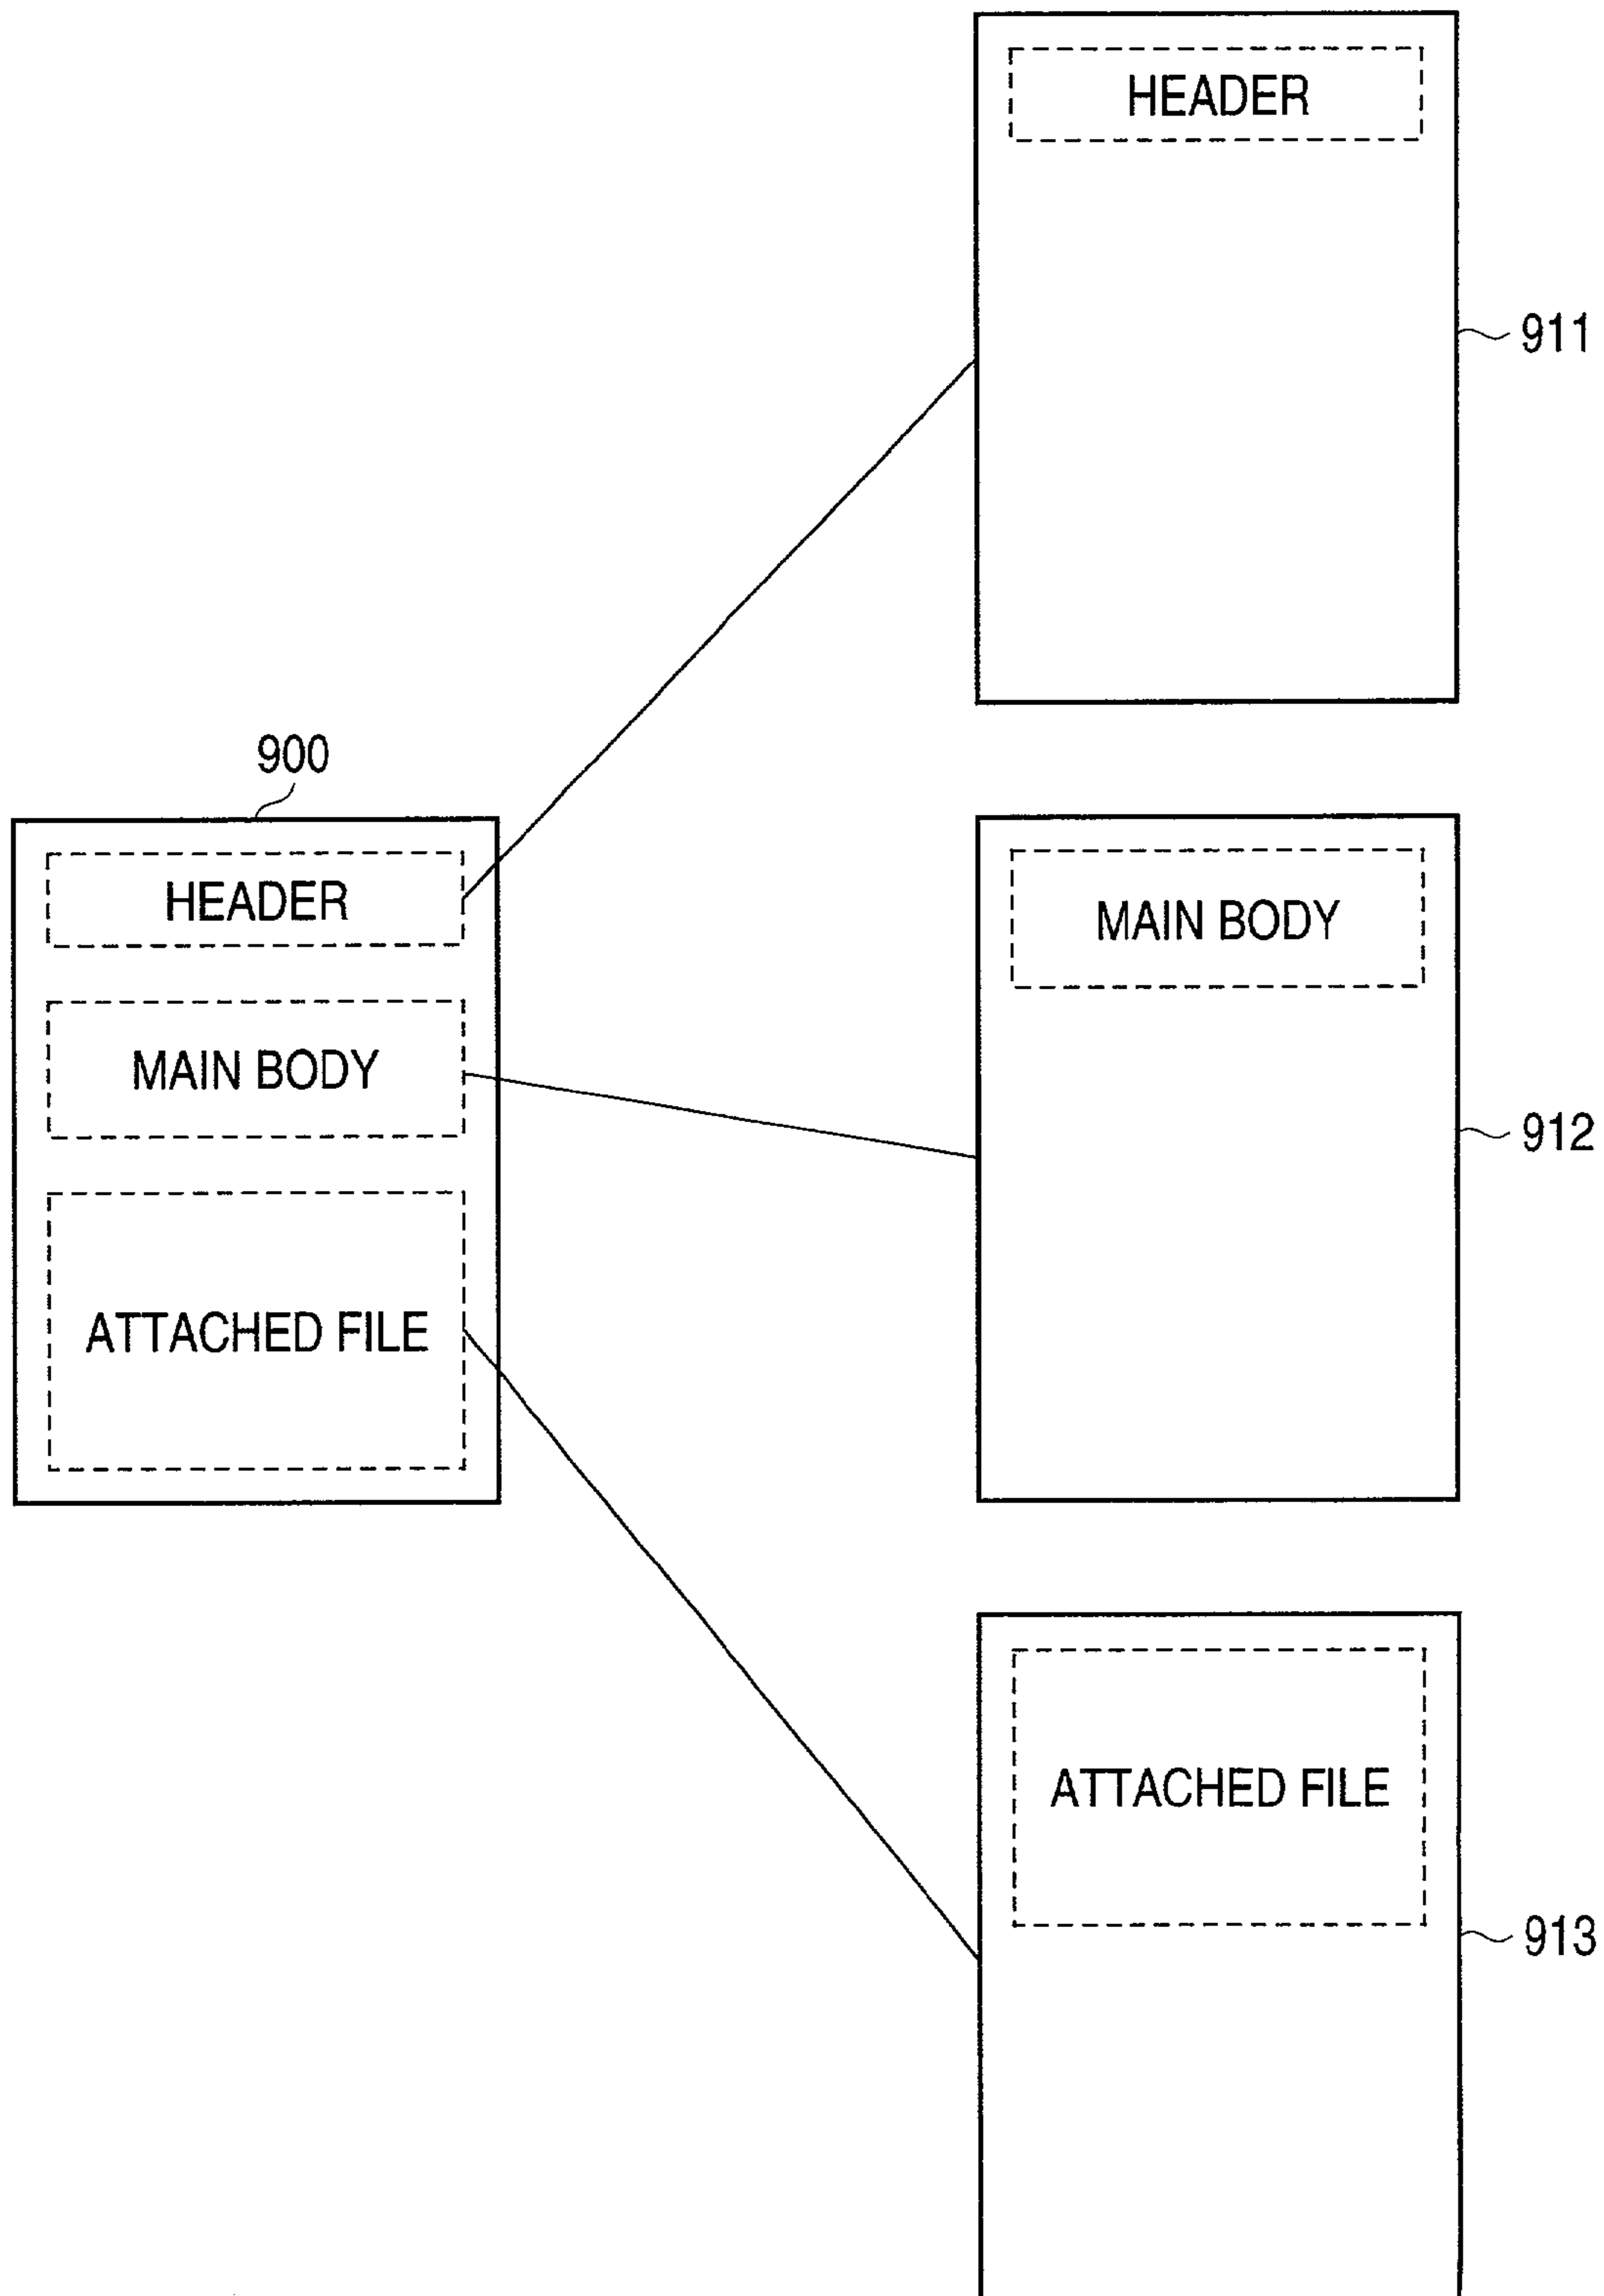 HEADER
911
900
HEADER
MAIN BODY
ATTACHED FILE
MAIN BODY
912
ATTACHED FILE
913